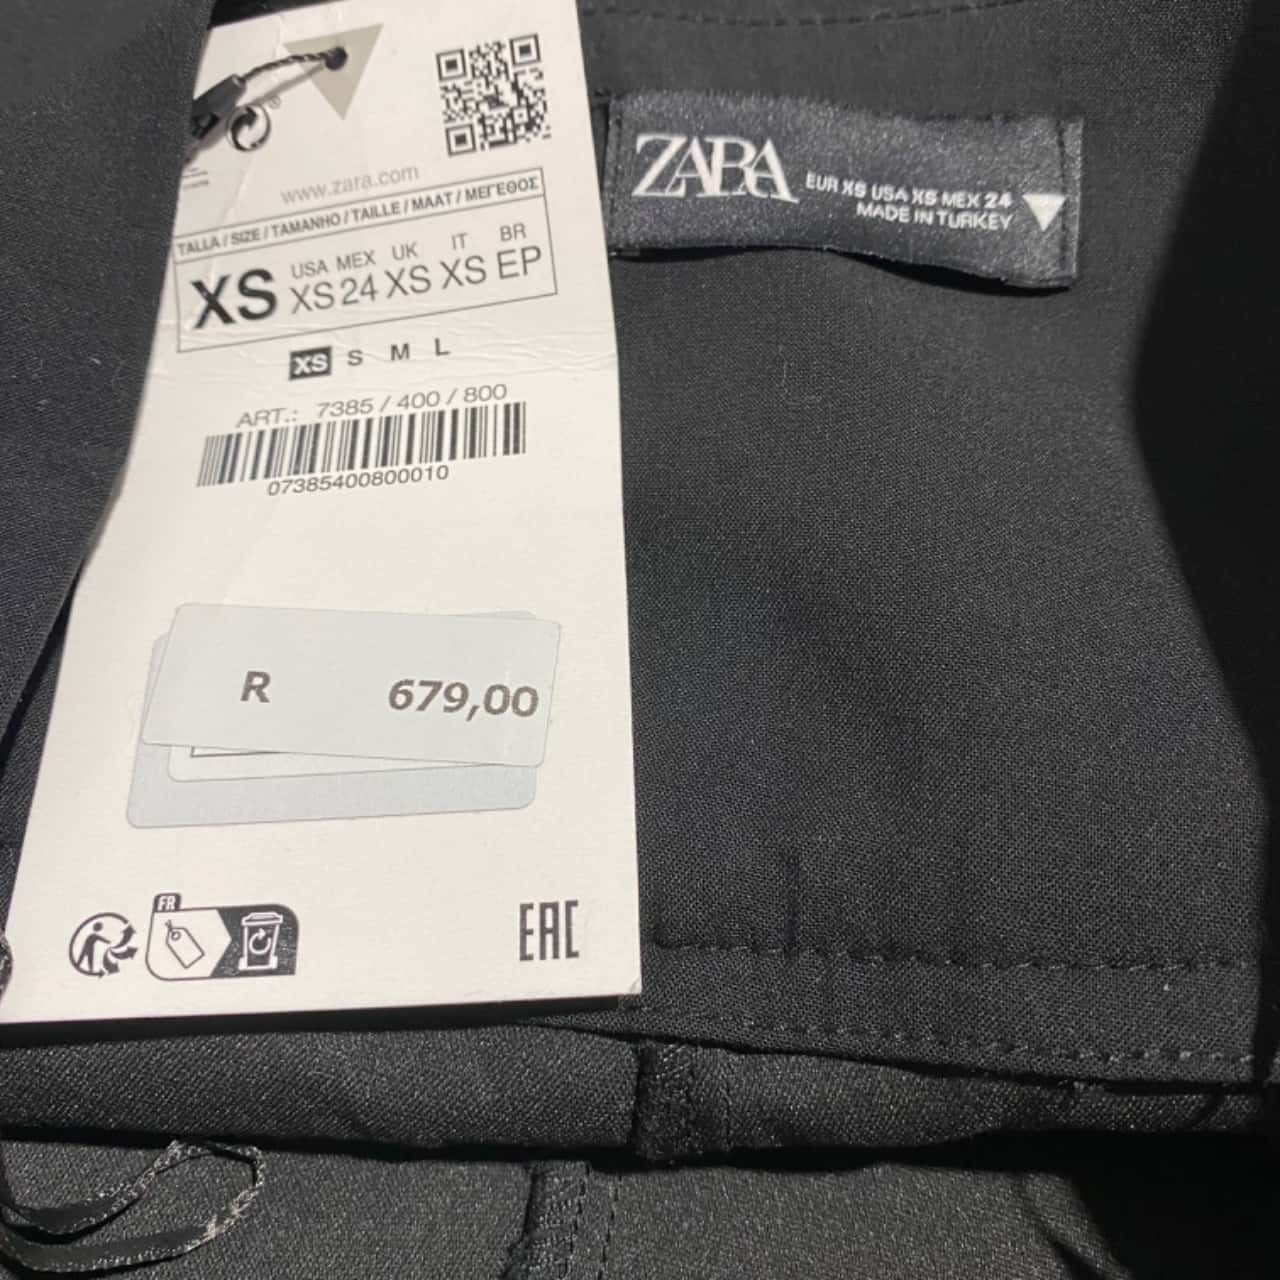 www.zara.com
TALLA / SIZE / TAMANHO / TAILLE / MAAT / ΜΕΓΕΘΟΣ
XS
USA MEX UK IT BR
XS 24 XS XS EP
XS S M L
ART.: 7385 / 400 / 800
07385400800010
R 679,00
FR
EAC
ZARA
EUR XS USA XS MEX 24
MADE IN TURKEY